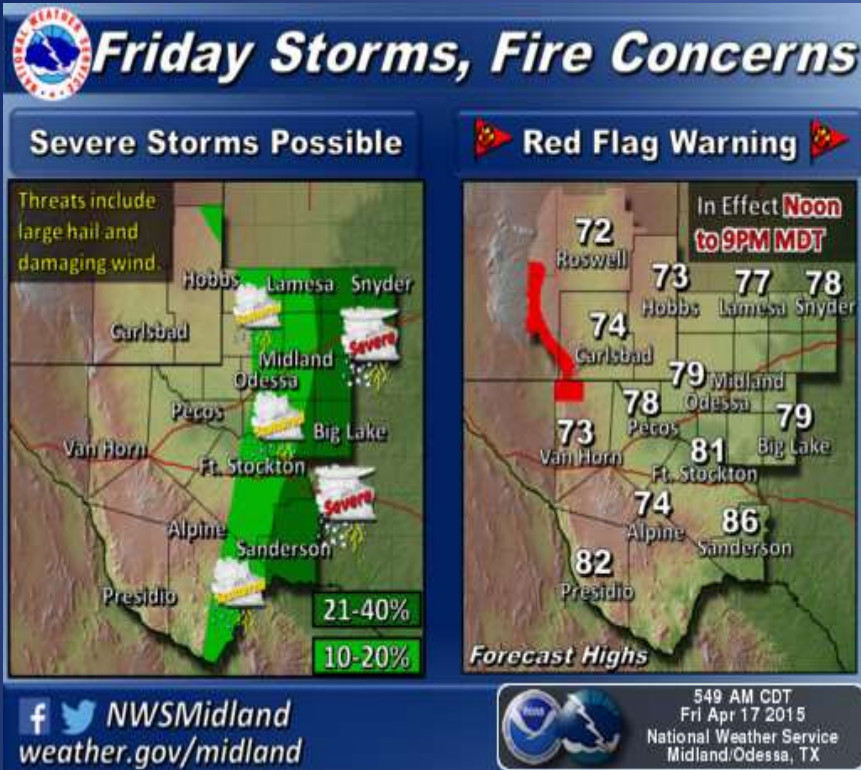 NATIONAL WEATHER SERVICE
Friday Storms, Fire Concerns
Severe Storms Possible
Threats include
large hail and
damaging wind.
Hobbs
Lamesa
Snyder
Carlsbad
Severe
Midland
Odessa
Pecos
Big Lake
Van Horn
Ft. Stockton
Severe
Alpine
Sanderson
Presidio
21-40%
10-20%
Red Flag Warning
In Effect Noon
to 9PM MDT
72
Roswell
73
Hobbs
77
Lamesa
78
Snyder
74
Carlsbad
79 Midland
Odessa
78
Pecos
79
Big Lake
73
Van Horn
81
Ft. Stockton
74
Alpine
86
Sanderson
82
Presidio
Forecast Highs
NWSMidland
weather.gov/midland
noaa
549 AM CDT
Fri Apr 17 2015
National Weather Service
Midland/Odessa, TX